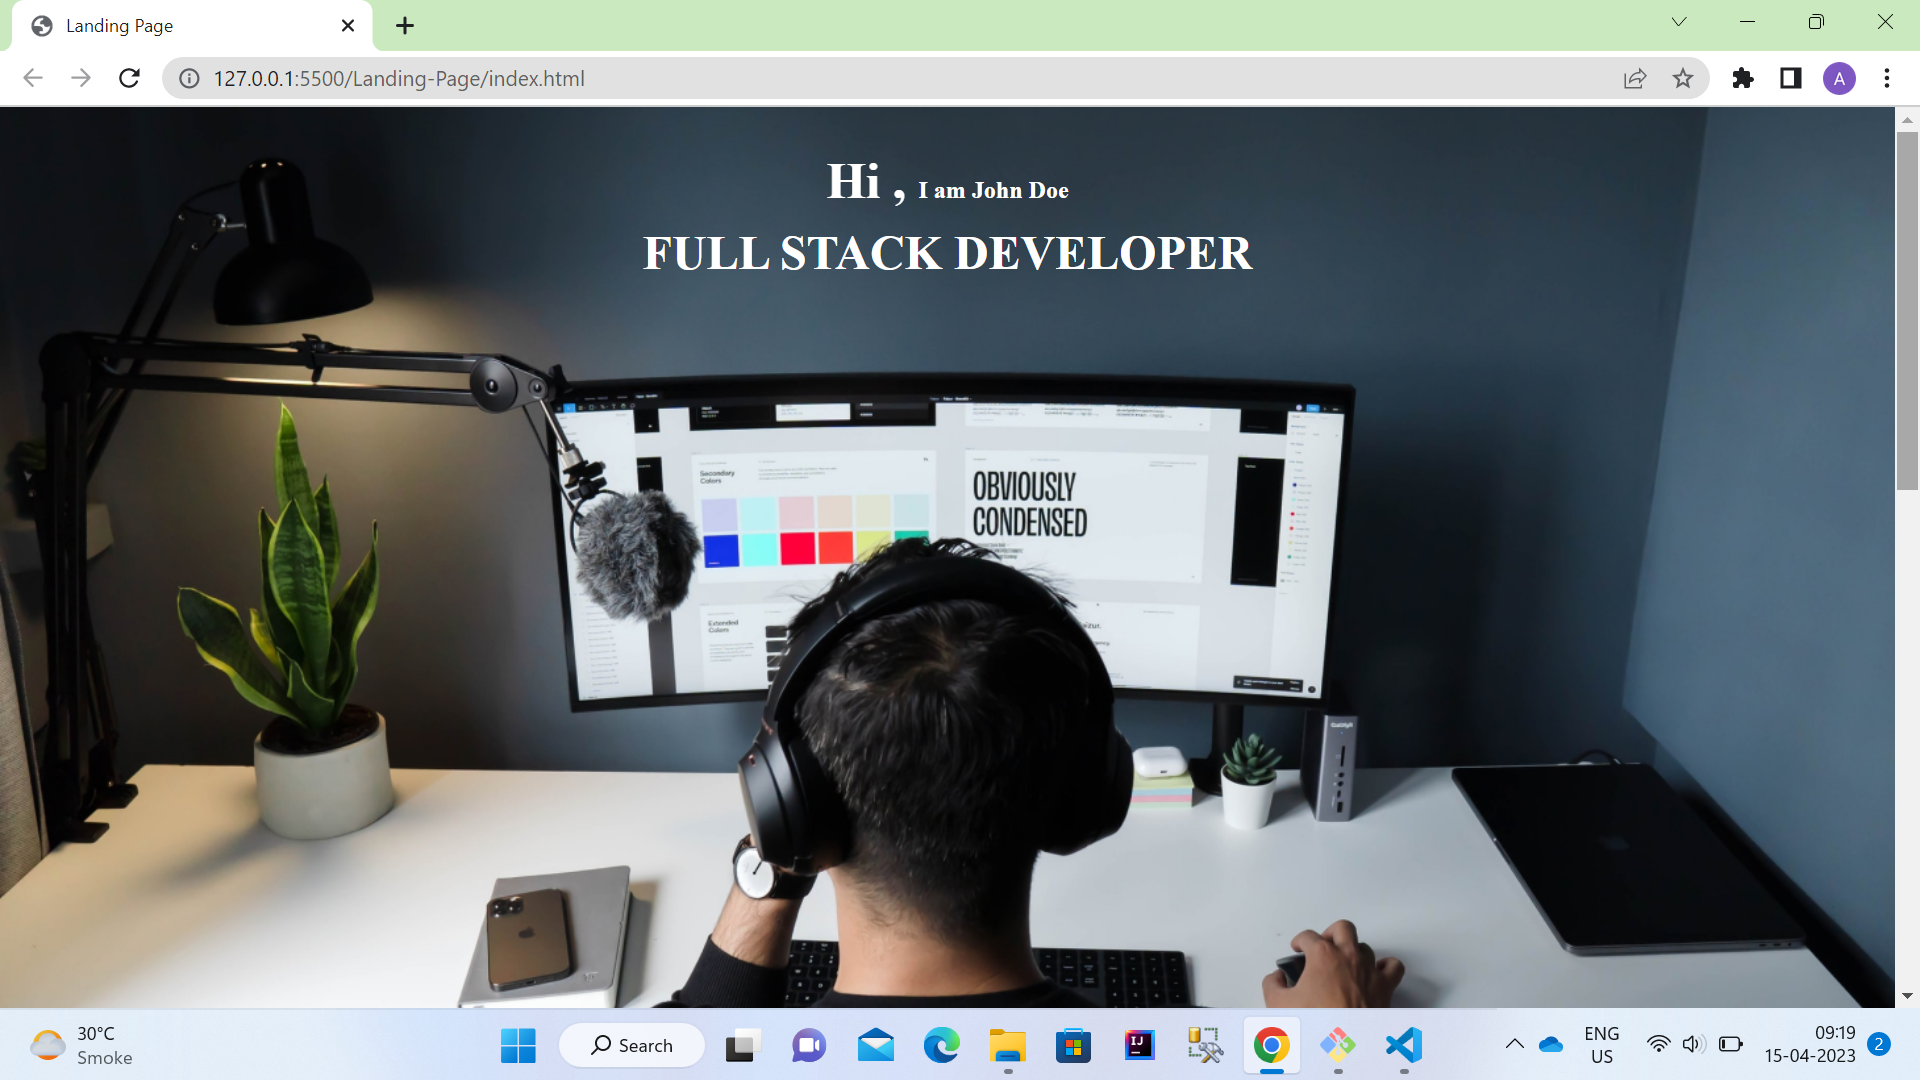 Landing Page
127.0.0.1:5500/Landing-Page/index.html
A
Hi , I am John Doe
FULL STACK DEVELOPER
Secondary
Colors
OBVIOUSLY
CONDENSED
Extended
Colors
30°C
Smoke
Search
IJ
ENG
US
09:19
15-04-2023
2